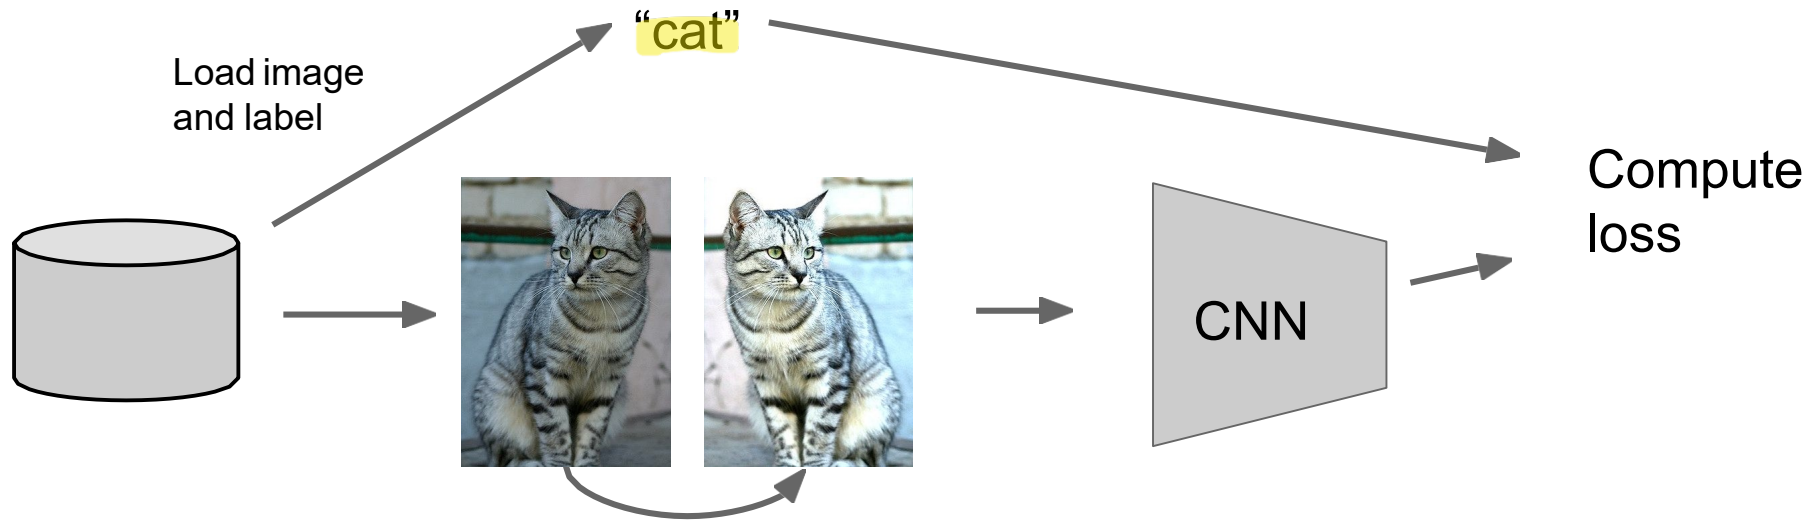 “cat”
Load image
and label
Compute
loss
CNN